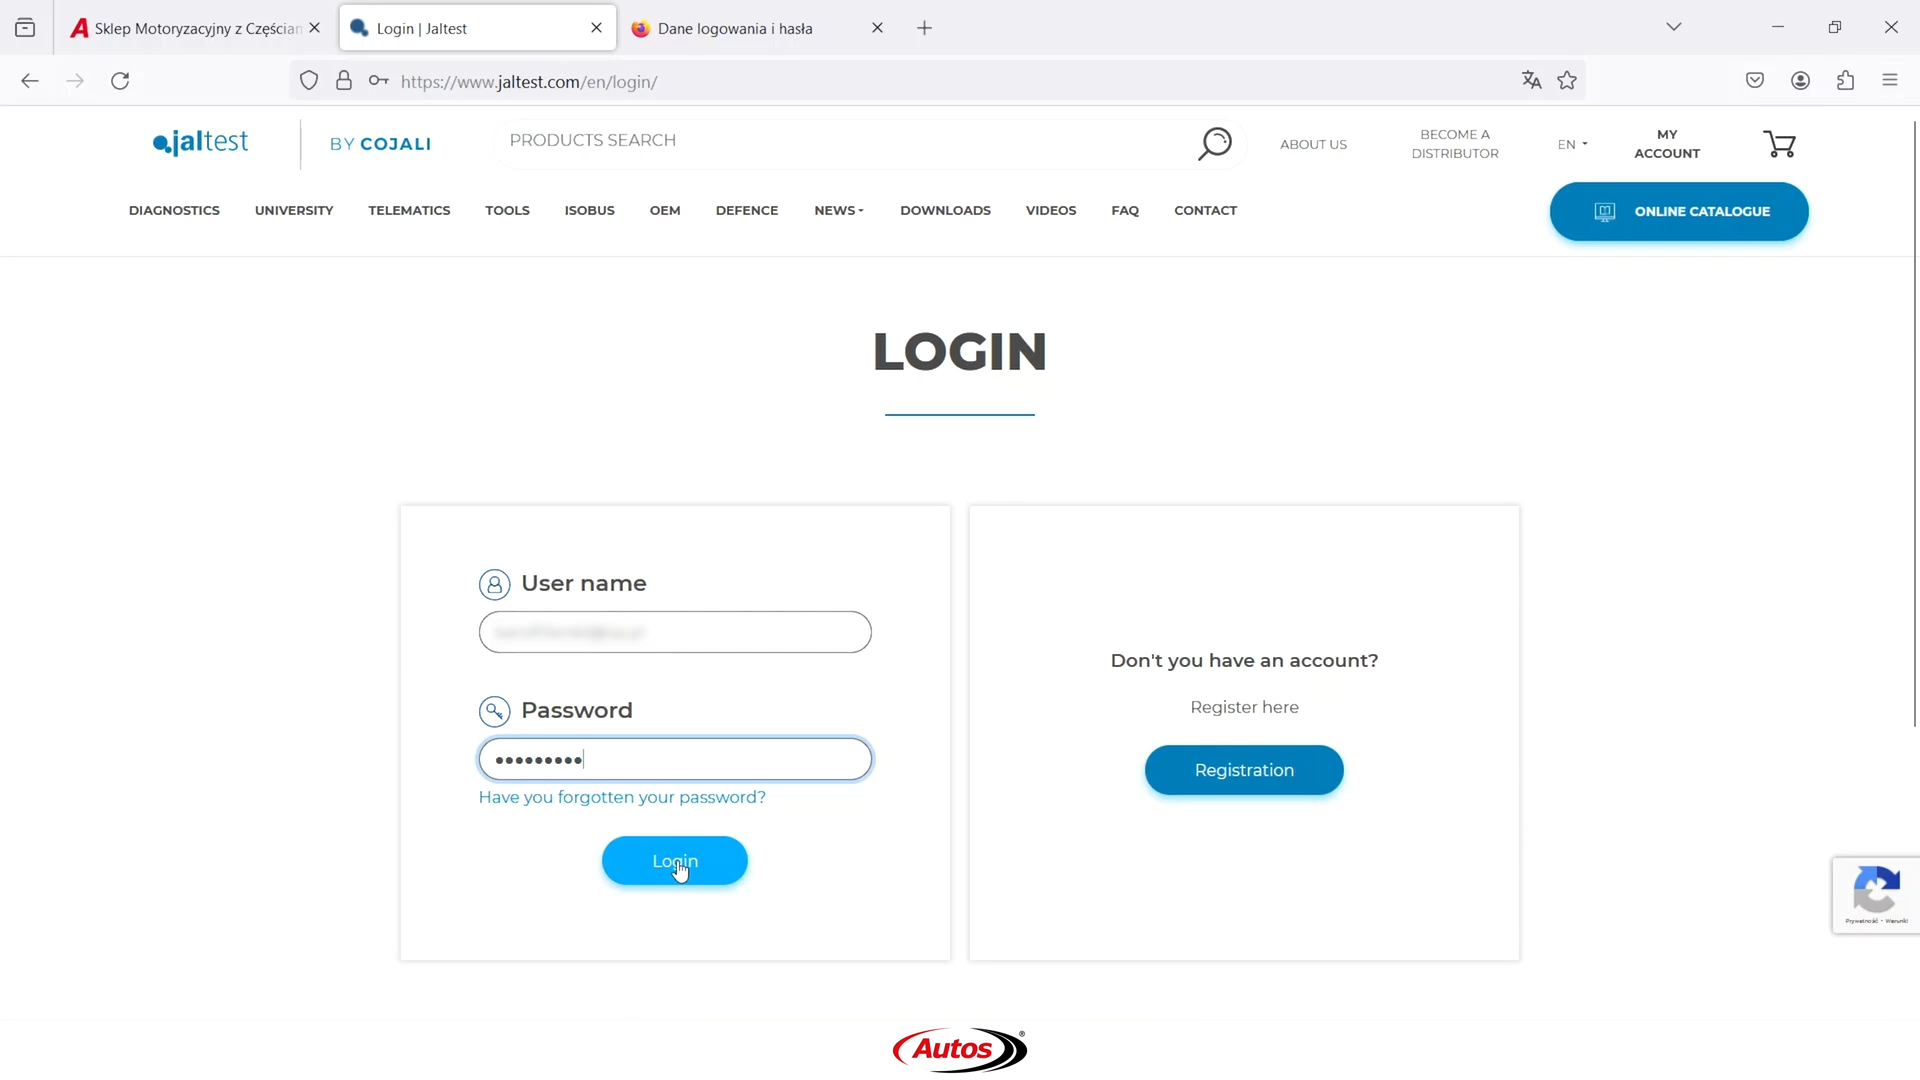 Sklep Motoryzacyjny z Części
Login | Jaltest
Dane logowania i hasła
https://www.jaltest.com/en/login/
jaltest
BY COJALI
PRODUCTS SEARCH
ABOUT US
BECOME A
DISTRIBUTOR
EN
MY
ACCOUNT
DIAGNOSTICS
UNIVERSITY
TELEMATICS
TOOLS
ISOBUS
OEM
DEFENCE
NEWS
DOWNLOADS
VIDEOS
FAQ
CONTACT
ONLINE CATALOGUE
LOGIN
User name
Password
Have you forgotten your password?
Login
Don't you have an account?
Register here
Registration
Prywatność - Warunki
Autos®